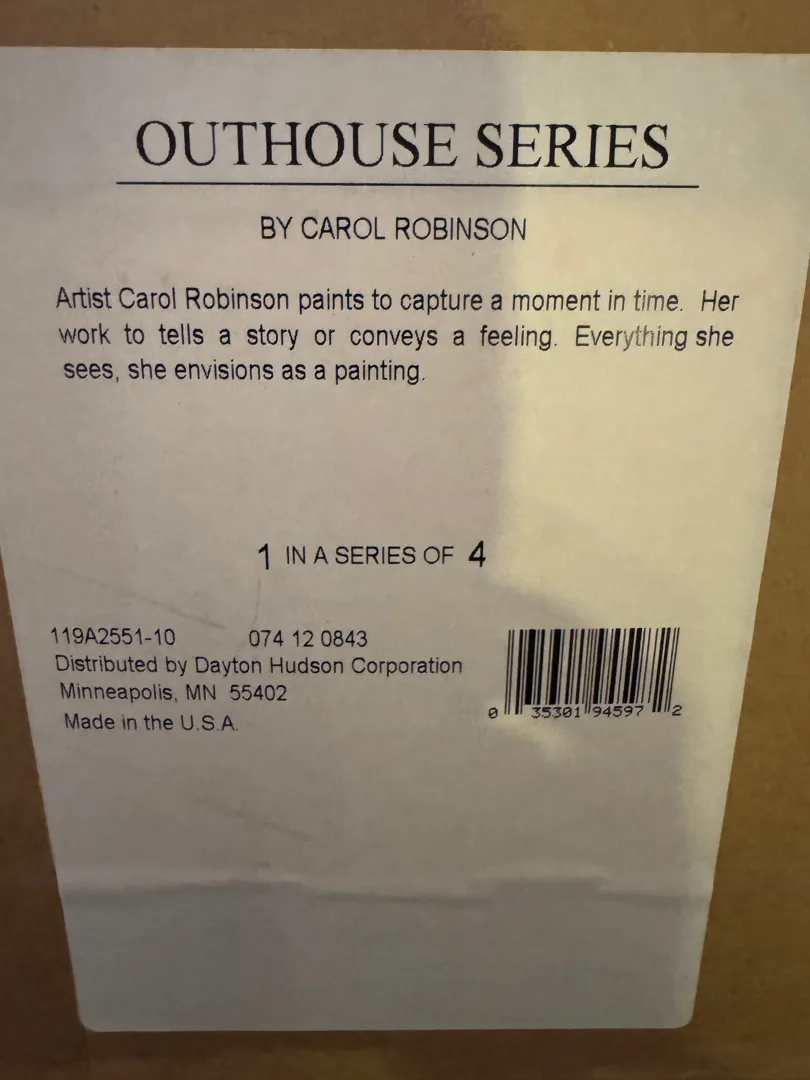 OUTHOUSE SERIES
BY CAROL ROBINSON
Artist Carol Robinson paints to capture a moment in time. Her
work to tells a story or conveys a feeling. Everything she
sees, she envisions as a painting.
1 IN A SERIES OF 4
119A2551-10 074 12 0843
Distributed by Dayton Hudson Corporation
Minneapolis, MN 55402
Made in the U.S.A.
0 35301 94597 2